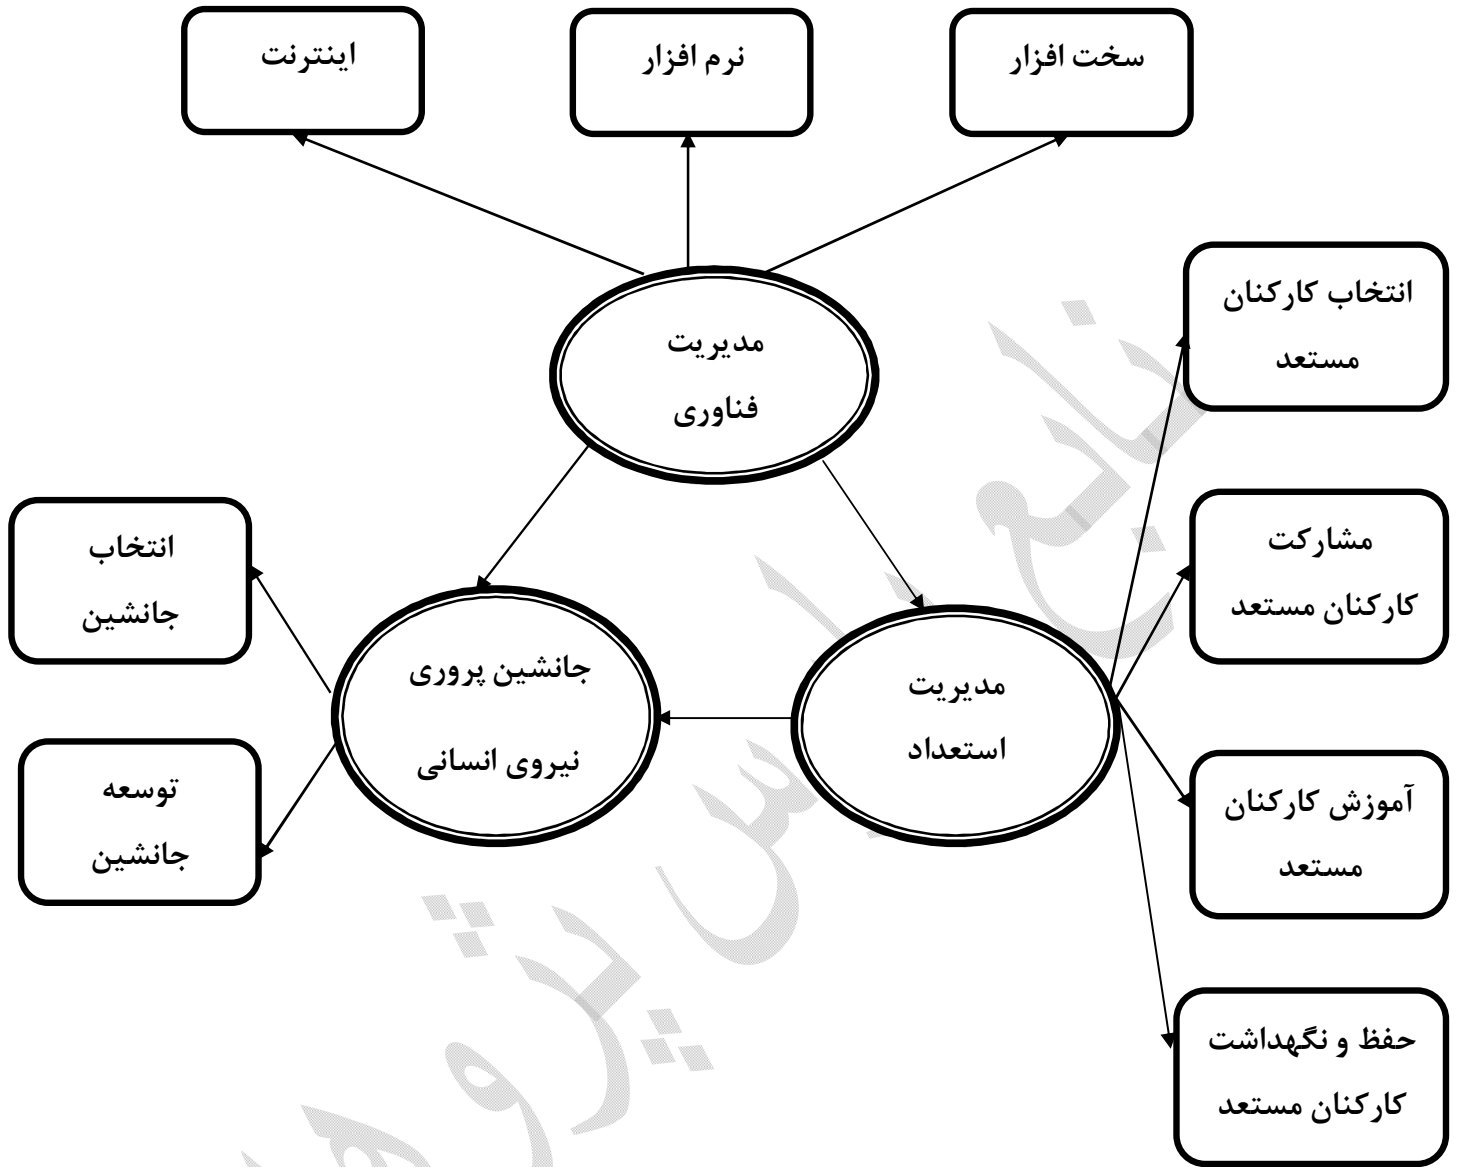 سخت افزار
نرم افزار
اینترنت
مدیریت
فناوری
انتخاب کارکنان
مستعد
مشارکت
کارکنان مستعد
آموزش کارکنان
مستعد
حفظ و نگهداشت
کارکنان مستعد
مدیریت
استعداد
جانشین پروری
نیروی انسانی
انتخاب
جانشین
توسعه
جانشین